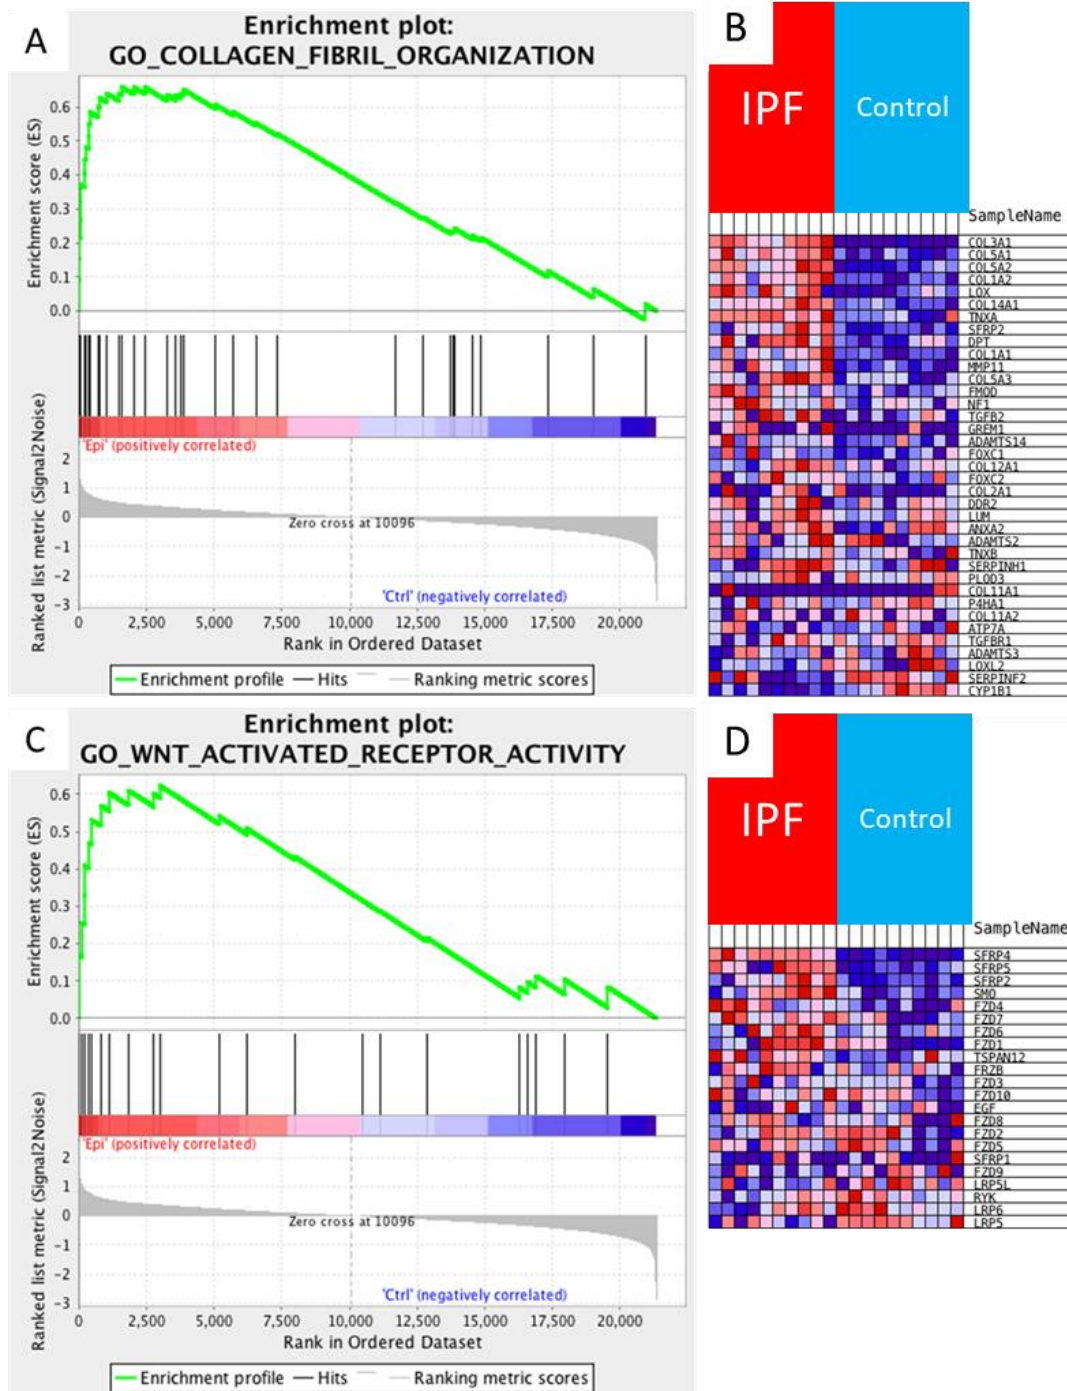 A
Enrichment plot:
GO_COLLAGEN_FIBRIL_ORGANIZATION
Enrichment score (ES)
0.6
0.5
0.4
0.3
0.2
0.1
0.0
'Epi' (positively correlated)
Ranked list metric (Signal2Noise)
2
1
0
-1
-2
-3
Zero cross at 10096
'Ctrl' (negatively correlated)
0 2,500 5,000 7,500 10,000 12,500 15,000 17,500 20,000
Rank in Ordered Dataset
Enrichment profile Hits Ranking metric scores
B
IPF Control
SampleName
COL3A1
COL5A1
COL5A2
COL1A2
LOX
COL14A1
TNXA
SFRP2
DPT
COL1A1
MMP11
COL5A3
FMOD
NF1
TGFB2
GREM1
ADAMTS14
FOXC1
COL12A1
FOXC2
COL2A1
DDR2
LUM
ANXA2
ADAMTS2
TNXB
SERPINH1
PLOD3
COL11A1
P4HA1
COL11A2
ATP7A
TGFBR1
ADAMTS3
LOXL2
SERPINF2
CYP1B1
C
Enrichment plot:
GO_WNT_ACTIVATED_RECEPTOR_ACTIVITY
Enrichment score (ES)
0.6
0.5
0.4
0.3
0.2
0.1
0.0
'Epi' (positively correlated)
Ranked list metric (Signal2Noise)
2
1
0
-1
-2
-3
Zero cross at 10096
'Ctrl' (negatively correlated)
0 2,500 5,000 7,500 10,000 12,500 15,000 17,500 20,000
Rank in Ordered Dataset
Enrichment profile Hits Ranking metric scores
D
IPF Control
SampleName
SFRP4
SFRP5
SFRP2
SMO
FZD4
FZD7
FZD6
FZD1
TSPAN12
FRZB
FZD3
FZD10
EGF
FZD8
FZD2
FZD5
SFRP1
FZD9
LRP5L
RYK
LRP6
LRP5